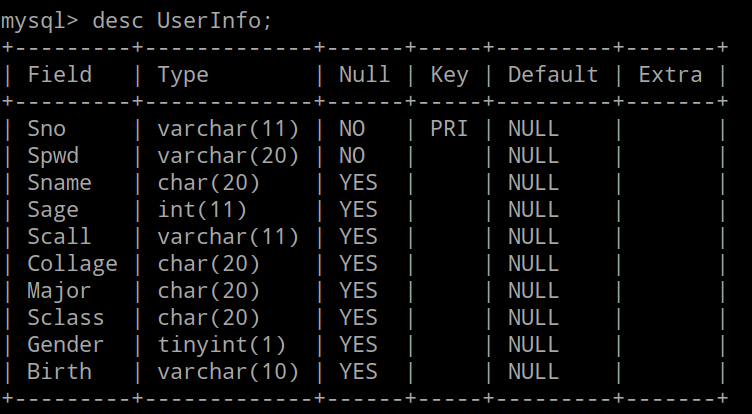 mysql> desc UserInfo;
+---------+-------------+------+-----+---------+-------+
| Field   | Type        | Null | Key | Default | Extra |
+---------+-------------+------+-----+---------+-------+
| Sno     | varchar(11) | NO   | PRI | NULL    |       |
| Spwd    | varchar(20) | NO   |     | NULL    |       |
| Sname   | char(20)    | YES  |     | NULL    |       |
| Sage    | int(11)     | YES  |     | NULL    |       |
| Scall   | varchar(11) | YES  |     | NULL    |       |
| Collage | char(20)    | YES  |     | NULL    |       |
| Major   | char(20)    | YES  |     | NULL    |       |
| Sclass  | char(20)    | YES  |     | NULL    |       |
| Gender  | tinyint(1)  | YES  |     | NULL    |       |
| Birth   | varchar(10) | YES  |     | NULL    |       |
+---------+-------------+------+-----+---------+-------+